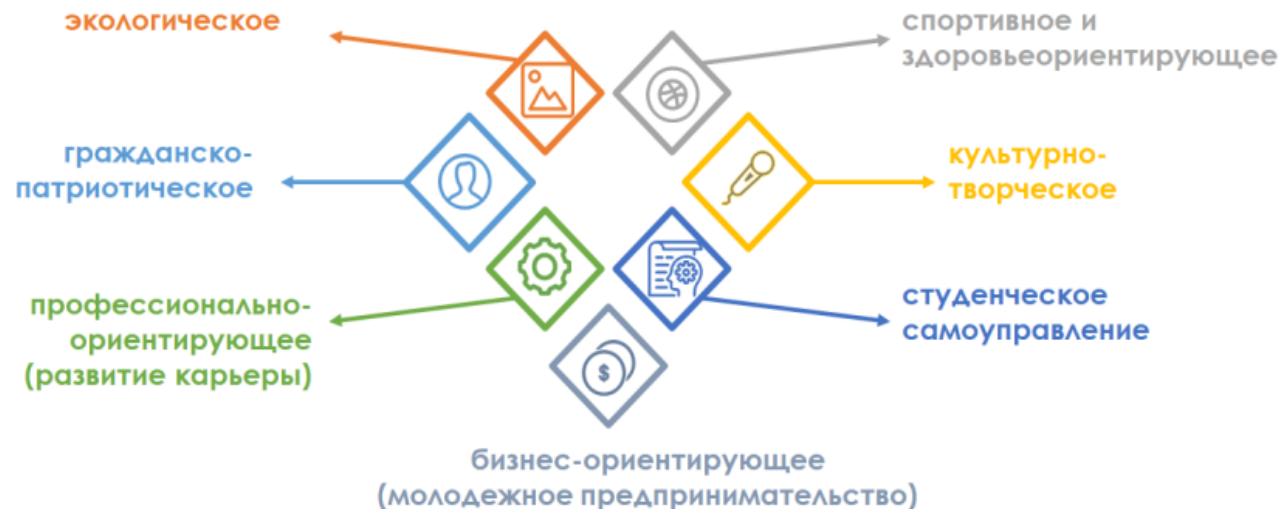 экологическое
спортивное и
здоровьеориентирующее
гражданско-
патриотическое
культурно-
творческое
профессионально-
ориентирующее
(развитие карьеры)
студенческое
самоуправление
$
бизнес-ориентирующее
(молодежное предпринимательство)